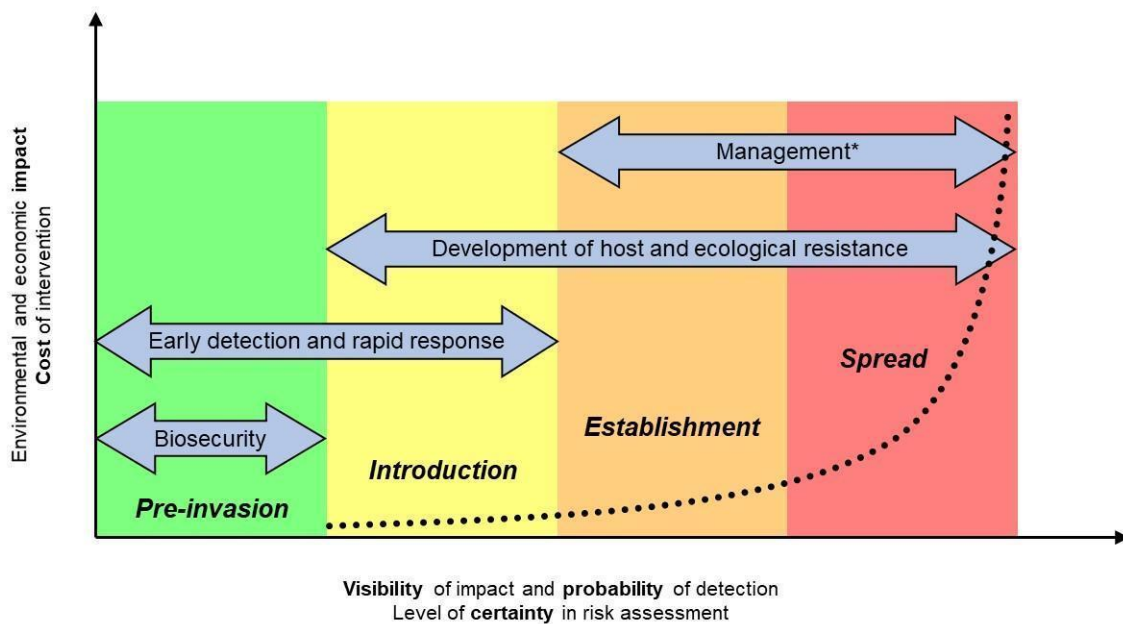 Environmental and economic impact
Cost of intervention
Management*
Development of host and ecological resistance
Early detection and rapid response
Spread
Establishment
Biosecurity
Introduction
Pre-invasion
Visibility of impact and probability of detection
Level of certainty in risk assessment